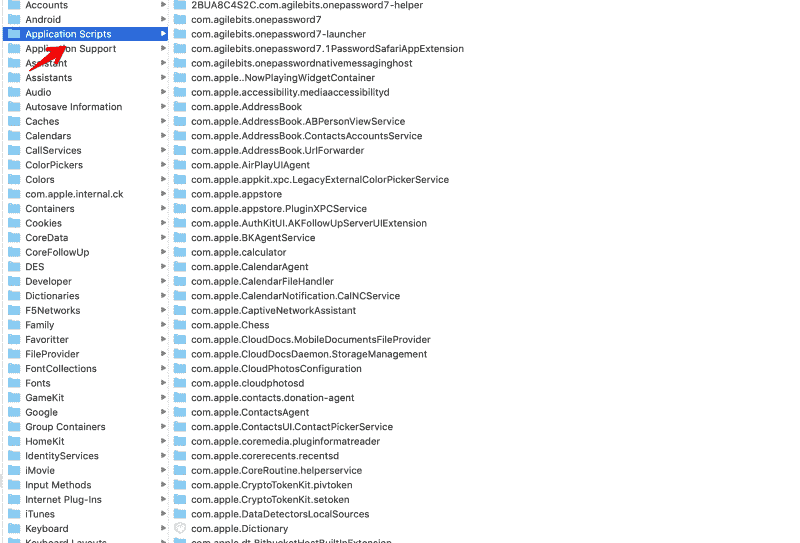 Accounts
Android
Application Scripts
Application Support
Assistant
Assistants
Audio
Autosave Information
Caches
Calendars
CallServices
ColorPickers
Colors
com.apple.internal.ck
Containers
Cookies
CoreData
CoreFollowUp
DES
Developer
Dictionaries
F5Networks
Family
Favoritter
FileProvider
FontCollections
Fonts
GameKit
Google
Group Containers
HomeKit
IdentityServices
iMovie
Input Methods
Internet Plug-Ins
iTunes
Keyboard
Keyboard Layouts
2BUA8C4S2C.com.agilebits.onepassword7-helper
com.agilebits.onepassword7
com.agilebits.onepassword7-launcher
com.agilebits.onepassword7.1PasswordSafariAppExtension
com.agilebits.onepasswordnativemessaginghost
com.apple..NowPlayingWidgetContainer
com.apple.accessibility.mediaaccessibilityd
com.apple.AddressBook
com.apple.AddressBook.ABPersonViewService
com.apple.AddressBook.ContactsAccountsService
com.apple.AddressBook.UrlForwarder
com.apple.AirPlayUIAgent
com.apple.appkit.xpc.LegacyExternalColorPickerService
com.apple.appstore
com.apple.appstore.PluginXPCService
com.apple.AuthKitUI.AKFollowUpServerUIExtension
com.apple.BKAgentService
com.apple.calculator
com.apple.CalendarAgent
com.apple.CalendarFileHandler
com.apple.CalendarNotification.CalNCService
com.apple.CaptiveNetworkAssistant
com.apple.Chess
com.apple.CloudDocs.MobileDocumentsFileProvider
com.apple.CloudDocsDaemon.StorageManagement
com.apple.CloudPhotosConfiguration
com.apple.cloudphotosd
com.apple.contacts.donation-agent
com.apple.ContactsAgent
com.apple.ContactsUI.ContactPickerService
com.apple.coremedia.pluginformatreader
com.apple.corerecents.recentsd
com.apple.CoreRoutine.helperservice
com.apple.CryptoTokenKit.pivtoken
com.apple.CryptoTokenKit.setoken
com.apple.DataDetectorsLocalSources
com.apple.Dictionary
com.apple.dt.BitbucketHostBuiltInExtension